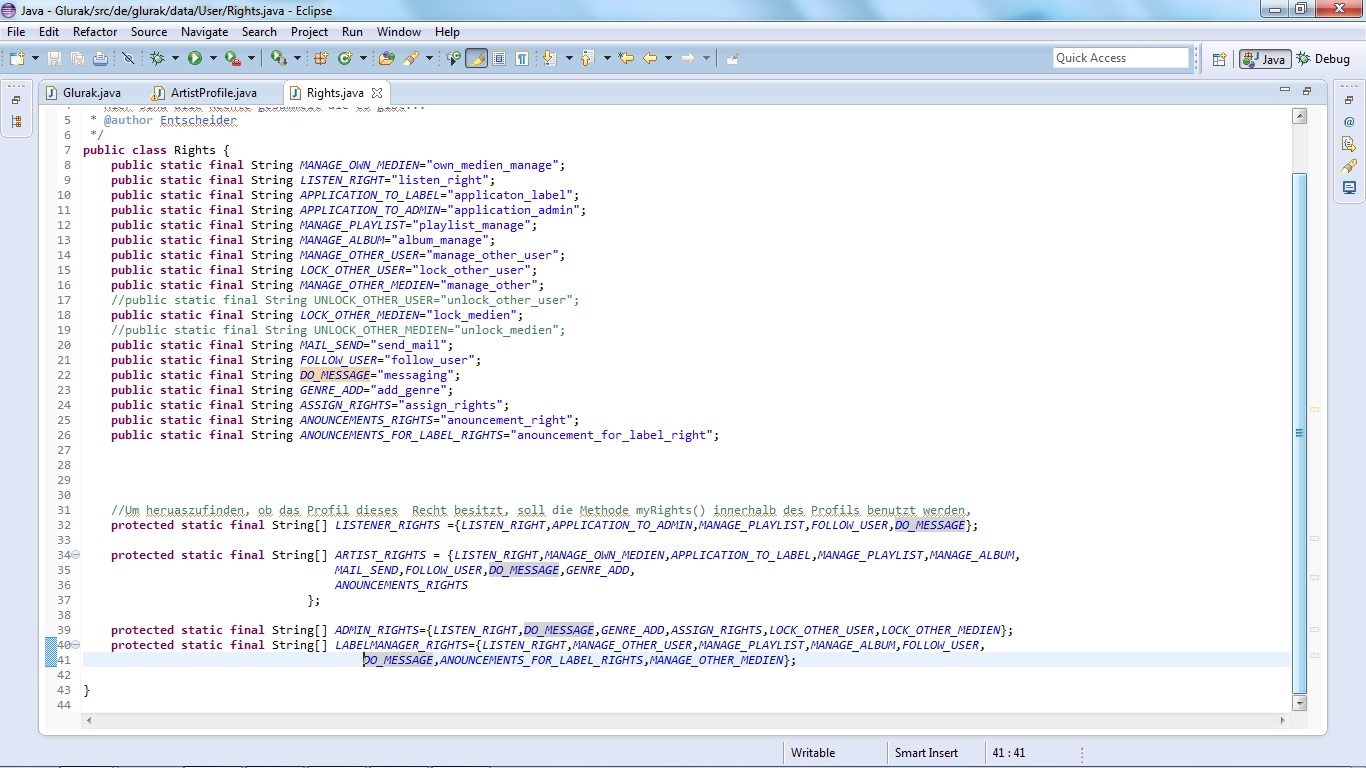 Java - Glurak/src/de/glurak/data/User/Rights.java - Eclipse
File Edit Refactor Source Navigate Search Project Run Window Help
Quick Access Java Debug
Glurak.java ArtistProfile.java Rights.java
5 * @author Entscheider
6 */
7 public class Rights {
8 public static final String MANAGE_OWN_MEDIEN="own_medien_manage";
9 public static final String LISTEN_RIGHT="listen_right";
10 public static final String APPLICATION_TO_LABEL="applicaton_label";
11 public static final String APPLICATION_TO_ADMIN="application_admin";
12 public static final String MANAGE_PLAYLIST="playlist_manage";
13 public static final String MANAGE_ALBUM="album_manage";
14 public static final String MANAGE_OTHER_USER="manage_other_user";
15 public static final String LOCK_OTHER_USER="lock_other_user";
16 public static final String MANAGE_OTHER_MEDIEN="manage_other";
17 //public static final String UNLOCK_OTHER_USER="unlock_other_user";
18 public static final String LOCK_OTHER_MEDIEN="lock_medien";
19 //public static final String UNLOCK_OTHER_MEDIEN="unlock_medien";
20 public static final String MAIL_SEND="send_mail";
21 public static final String FOLLOW_USER="follow_user";
22 public static final String DO_MESSAGE="messaging";
23 public static final String GENRE_ADD="add_genre";
24 public static final String ASSIGN_RIGHTS="assign_rights";
25 public static final String ANOUNCEMENTS_RIGHTS="anouncement_right";
26 public static final String ANOUNCEMENTS_FOR_LABEL_RIGHTS="anouncement_for_label_right";
27
28
29
30
31 //Um heruaszufinden, ob das Profil dieses  Recht besitzt, soll die Methode myRights() innerhalb des Profils benutzt werden,
32 protected static final String[] LISTENER_RIGHTS ={LISTEN_RIGHT,APPLICATION_TO_ADMIN,MANAGE_PLAYLIST,FOLLOW_USER,DO_MESSAGE};
33
34 protected static final String[] ARTIST_RIGHTS = {LISTEN_RIGHT,MANAGE_OWN_MEDIEN,APPLICATION_TO_LABEL,MANAGE_PLAYLIST,MANAGE_ALBUM,
35 MAIL_SEND,FOLLOW_USER,DO_MESSAGE,GENRE_ADD,
36 ANOUNCEMENTS_RIGHTS
37 };
38
39 protected static final String[] ADMIN_RIGHTS={LISTEN_RIGHT,DO_MESSAGE,GENRE_ADD,ASSIGN_RIGHTS,LOCK_OTHER_USER,LOCK_OTHER_MEDIEN};
40 protected static final String[] LABELMANAGER_RIGHTS={LISTEN_RIGHT,MANAGE_OTHER_USER,MANAGE_PLAYLIST,MANAGE_ALBUM,FOLLOW_USER,
41 DO_MESSAGE,ANOUNCEMENTS_FOR_LABEL_RIGHTS,MANAGE_OTHER_MEDIEN};
42
43 }
44
Writable Smart Insert 41 : 41